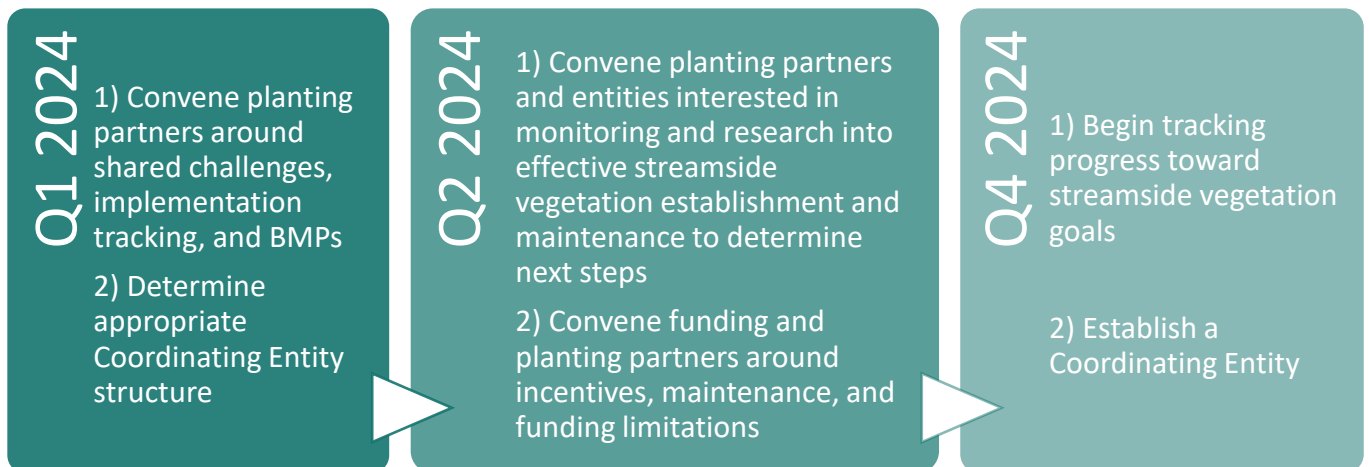 Q1 2024
1) Convene planting
partners around
shared challenges,
implementation
tracking, and BMPs
2) Determine
appropriate
Coordinating Entity
structure
Q2 2024
1) Convene planting partners
and entities interested in
monitoring and research into
effective streamside
vegetation establishment and
maintenance to determine
next steps
2) Convene funding and
planting partners around
incentives, maintenance, and
funding limitations
Q4 2024
1) Begin tracking
progress toward
streamside vegetation
goals
2) Establish a
Coordinating Entity